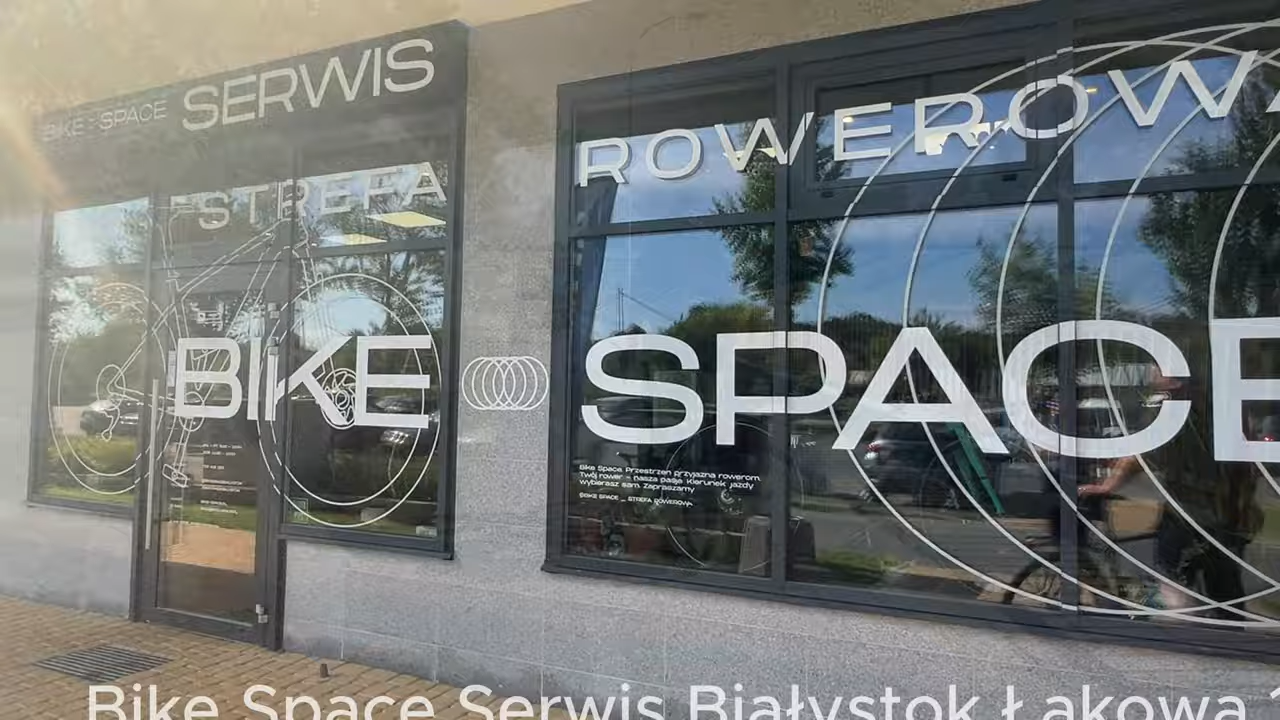 BIKE SPACE SERWIS
STREFA ROWEROWA
BIKE SPACE
Bike Space Przestrzeń przyjazna rowerom.
Twój rower – nasza pasja kierunek jazdy
wybierasz sam. Zapraszamy
@BIKE SPACE _ STREFA ROWEROWA
Bike Space Serwis Białystok Łąkowa